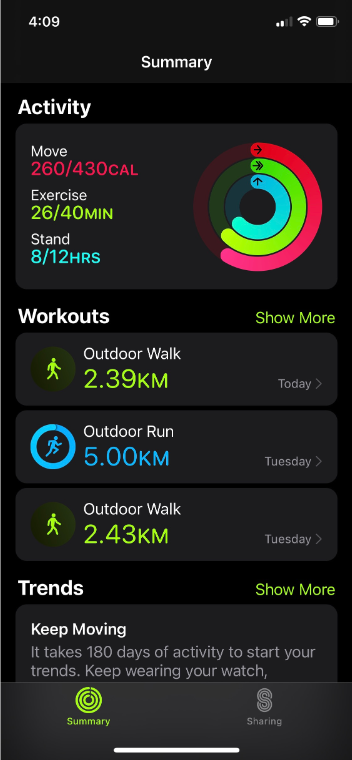 4:09
Summary
Activity
Move
260/430CAL
Exercise
26/40MIN
Stand
8/12HRS
Workouts
Show More
Outdoor Walk
2.39KM
Today
Outdoor Run
5.00KM
Tuesday
Outdoor Walk
2.43KM
Tuesday
Trends
Show More
Keep Moving
It takes 180 days of activity to start your
trends. Keep wearing your watch,
Summary
Sharing